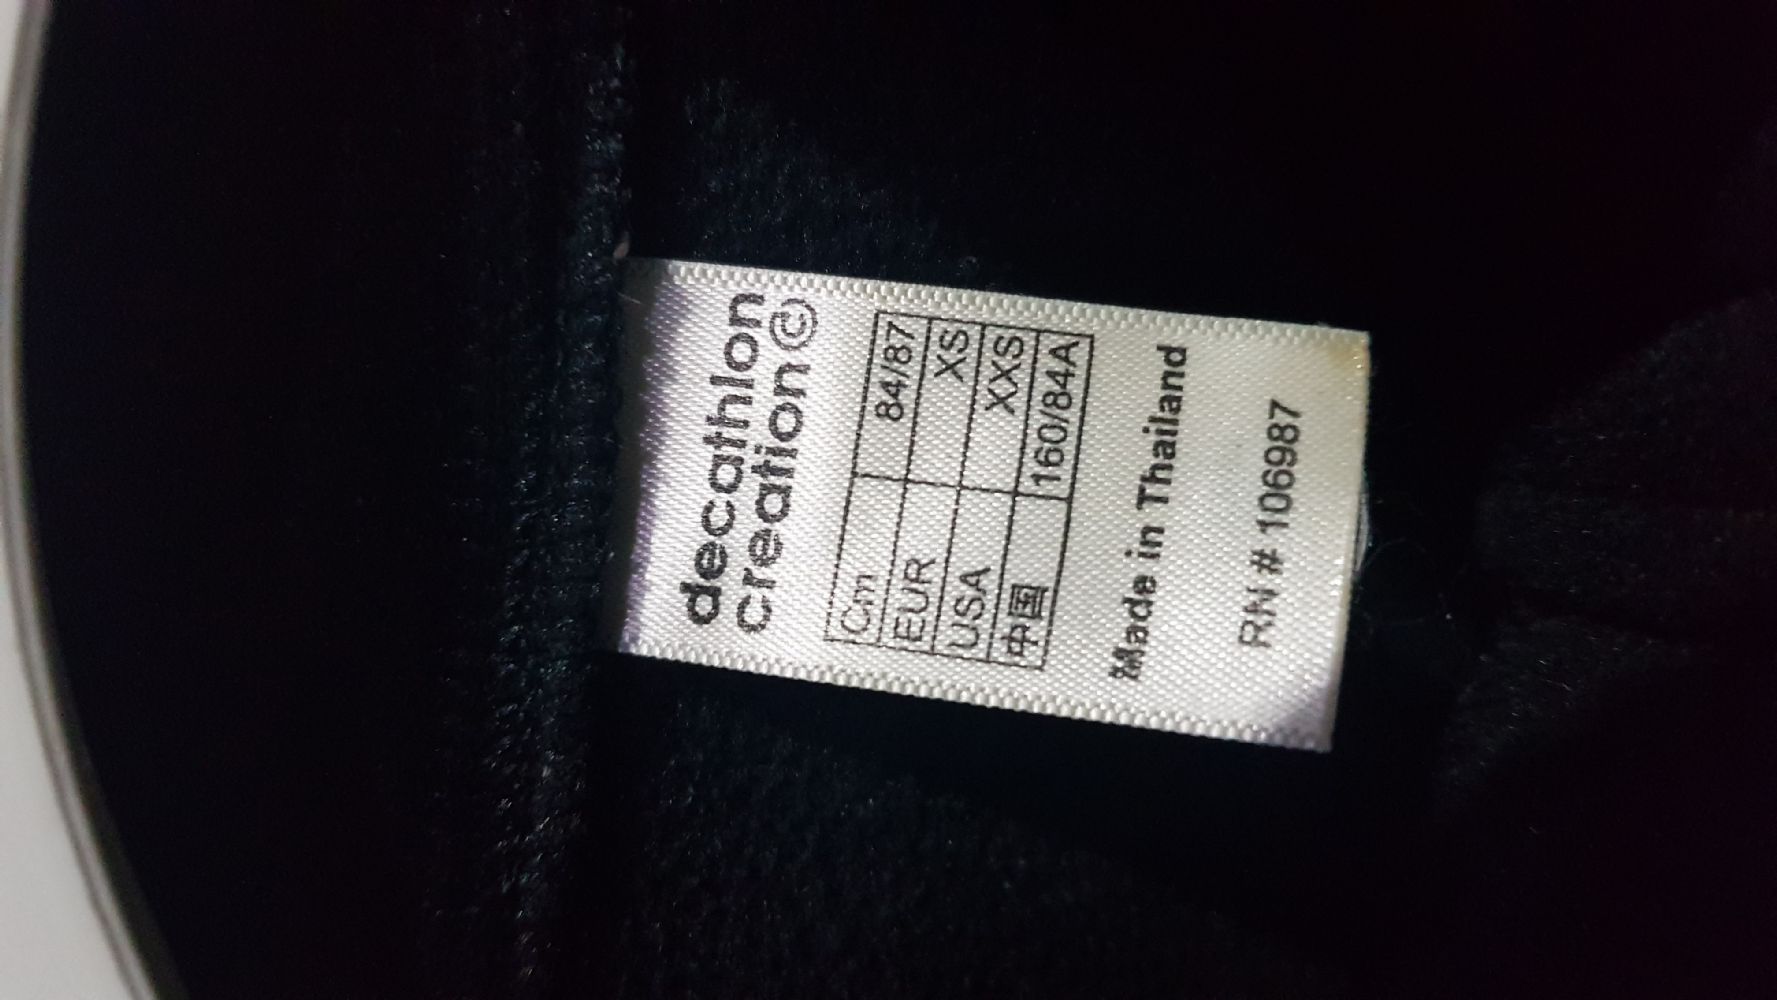 decathlon
creation©
Cm 84/87
EUR XS
USA XXS
中国 160/84A
Made in Thailand
RN # 106987